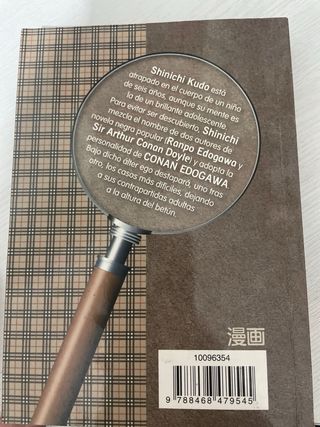 Shinichi Kudo está
atrapado en el cuerpo de un niño
de seis años, aunque su mente es
la de un brillante adolescente.
Para evitar ser descubierto, Shinichi
mezcla el nombre de dos autores de
novela negra popular (Ranpo Edogawa y
Sir Arthur Conan Doyle) y adopta la
personalidad de CONAN EDOGAWA.
Bajo dicho álter ego destapará, uno tras
otro, los casos más difíciles, dejando
a sus contrapartidas adultas
a la altura del betún.
漫画
10096354
9 788468 479545